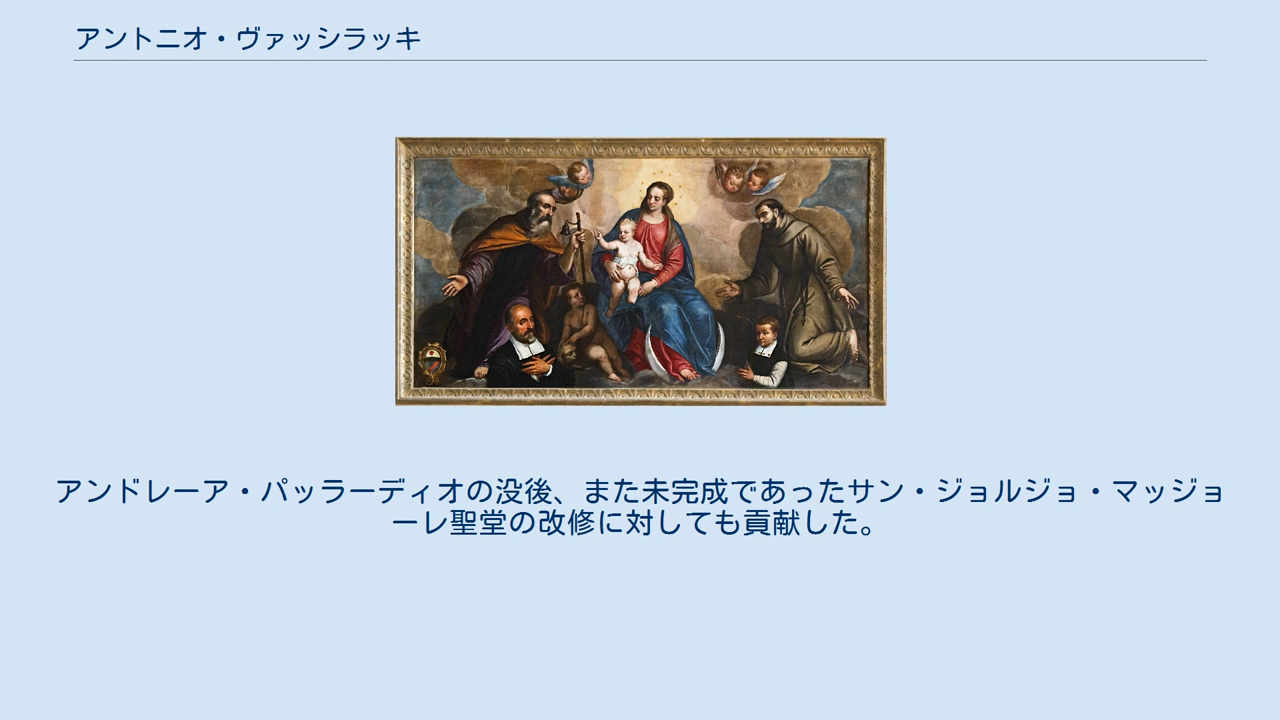 アントニオ・ヴァッシラッキ
アンドレーア・パッラーディオの没後、また未完成であったサン・ジョルジョ・マッジョ
ーレ聖堂の改修に対しても貢献した。